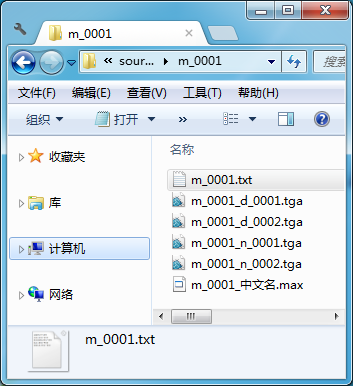 m_0001
« sour... ▸ m_0001
搜索
文件(F) 编辑(E) 查看(V) 工具(T) 帮助(H)
组织 打开 »
收藏夹
库
计算机
网络
名称
m_0001.txt
m_0001_d_0001.tga
m_0001_d_0002.tga
m_0001_n_0001.tga
m_0001_n_0002.tga
m_0001_中文名.max
m_0001.txt